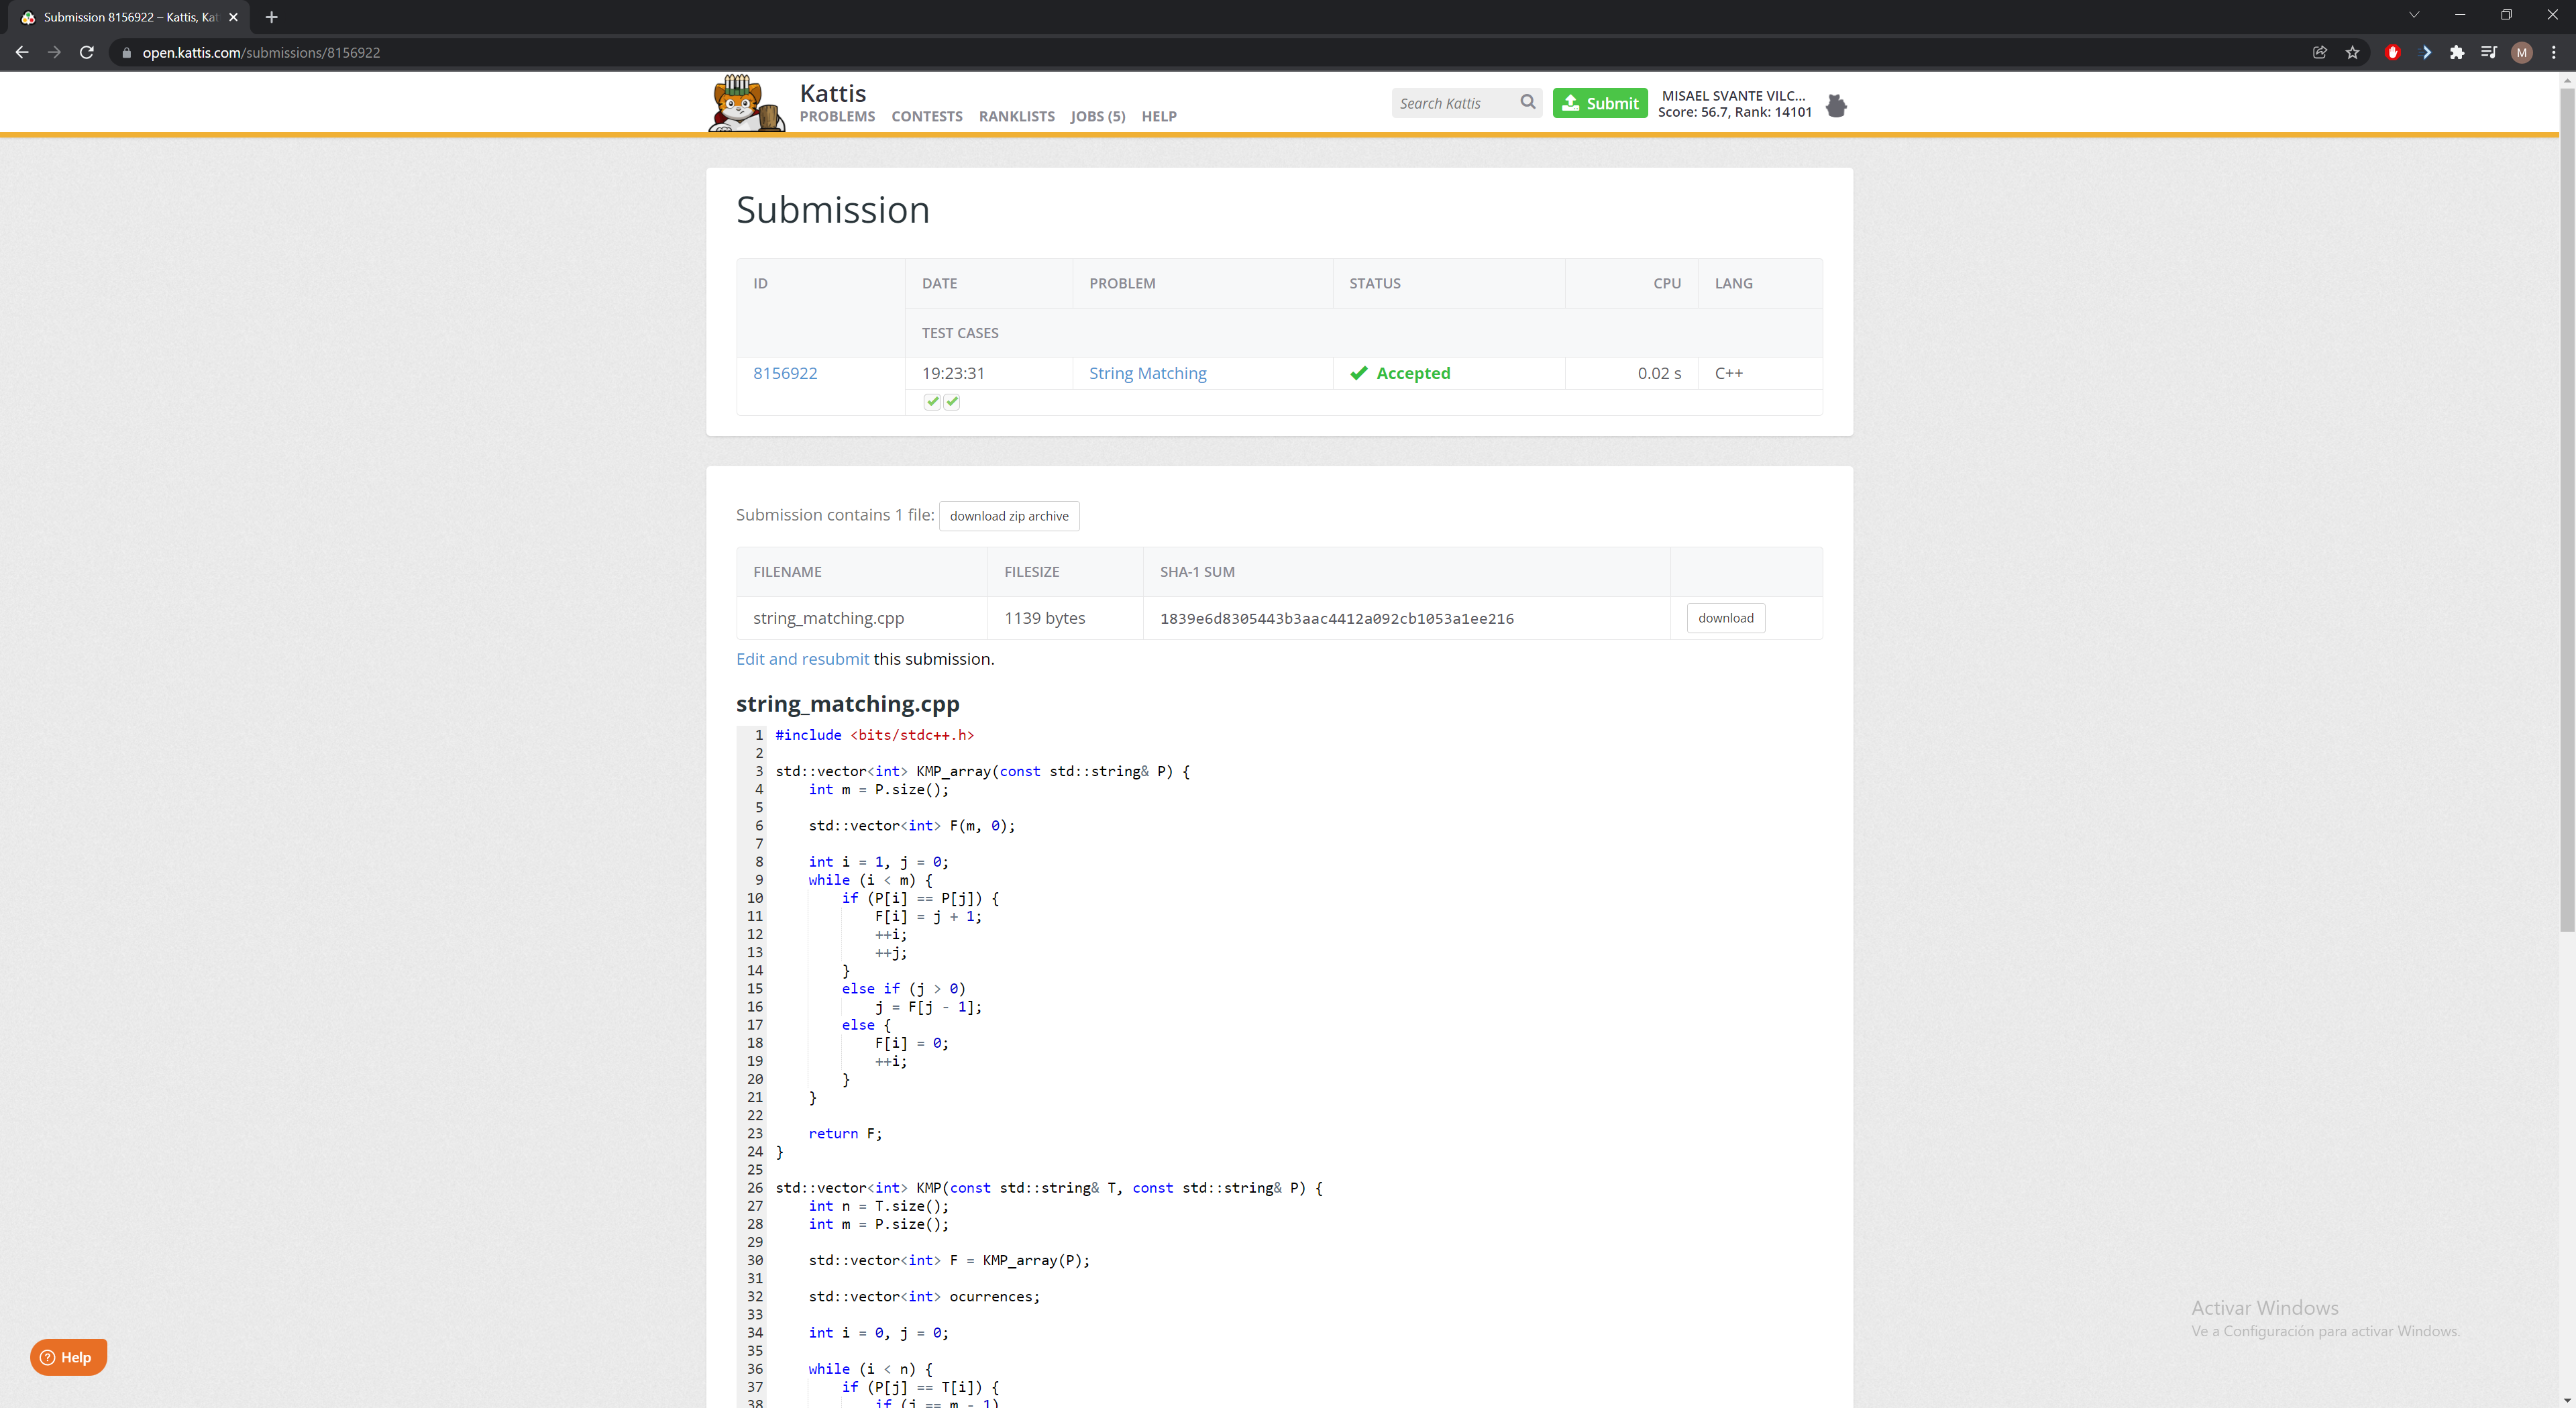 Submission 8156922 – Kattis, Kat
open.kattis.com/submissions/8156922
M
Kattis
PROBLEMS CONTESTS RANKLISTS JOBS (5) HELP
Search Kattis
Submit
MISAEL SVANTE VILC...
Score: 56.7, Rank: 14101
Submission
ID DATE PROBLEM STATUS CPU LANG
TEST CASES
8156922 19:23:31 String Matching Accepted 0.02 s C++
Submission contains 1 file: download zip archive
FILENAME FILESIZE SHA-1 SUM
string_matching.cpp 1139 bytes 1839e6d8305443b3aac4412a092cb1053a1ee216 download
Edit and resubmit this submission.
string_matching.cpp
1 #include <bits/stdc++.h>
2
3 std::vector<int> KMP_array(const std::string& P) {
4 int m = P.size();
5
6 std::vector<int> F(m, 0);
7
8 int i = 1, j = 0;
9 while (i < m) {
10 if (P[i] == P[j]) {
11 F[i] = j + 1;
12 ++i;
13 ++j;
14 }
15 else if (j > 0)
16 j = F[j - 1];
17 else {
18 F[i] = 0;
19 ++i;
20 }
21 }
22
23 return F;
24 }
25
26 std::vector<int> KMP(const std::string& T, const std::string& P) {
27 int n = T.size();
28 int m = P.size();
29
30 std::vector<int> F = KMP_array(P);
31
32 std::vector<int> ocurrences;
33
34 int i = 0, j = 0;
35
36 while (i < n) {
37 if (P[j] == T[i]) {
38 if (j == m - 1)
Help
Activar Windows
Ve a Configuración para activar Windows.